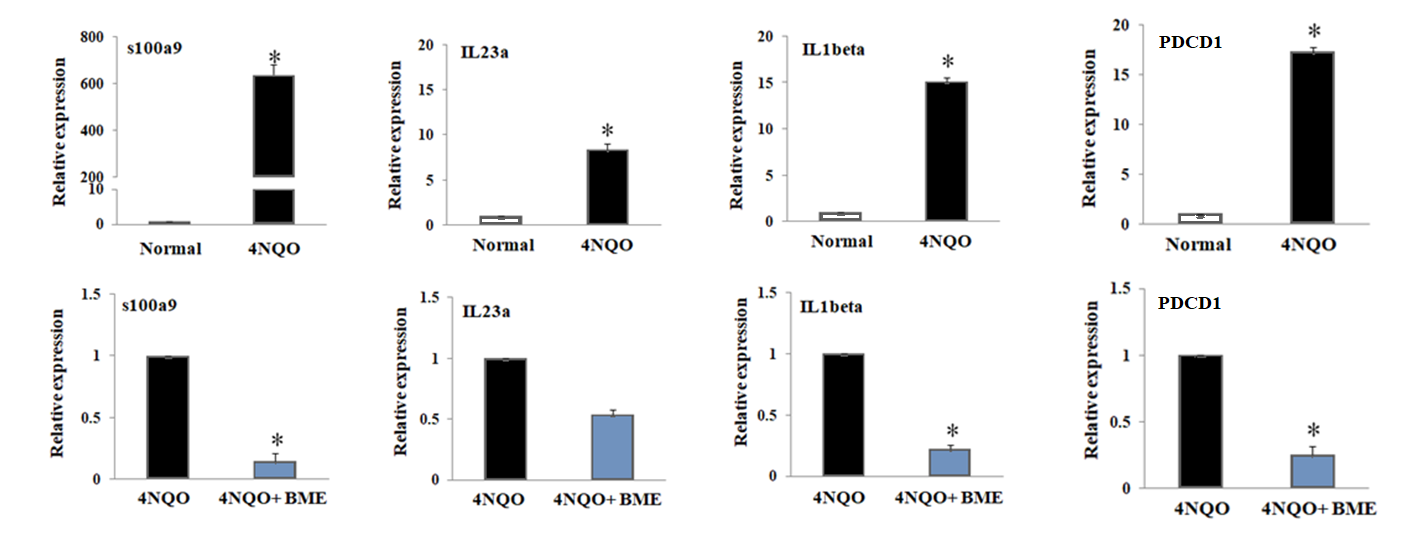 s100a9
Relative expression
800
600
400
200
10
0
*
Normal
4NQO
IL23a
Relative expression
20
15
10
5
0
*
Normal
4NQO
IL1beta
Relative expression
20
15
10
5
0
*
Normal
4NQO
PDCD1
Relative expression
20
15
10
5
0
*
Normal
4NQO
s100a9
Relative expression
1.5
1
0.5
0
*
4NQO
4NQO+ BME
IL23a
Relative expression
1.5
1
0.5
0
4NQO
4NQO+ BME
IL1beta
Relative expression
1.5
1
0.5
0
*
4NQO
4NQO+ BME
PDCD1
Relative expression
1.5
1
0.5
0
*
4NQO
4NQO+ BME